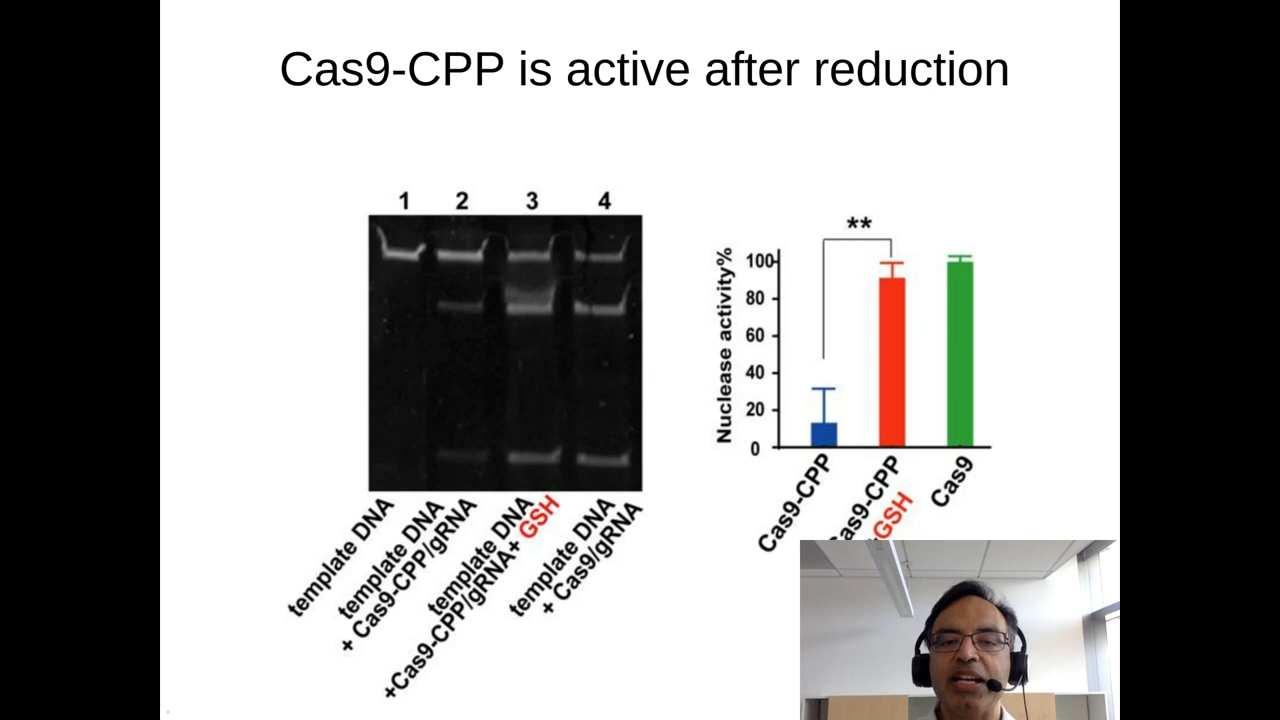 Cas9-CPP is active after reduction
1 2 3 4
template DNA
template DNA
+ Cas9-CPP/gRNA
template DNA
+Cas9-CPP/gRNA+ GSH
template DNA
+ Cas9/gRNA
**
Nuclease activity%
100
80
60
40
20
0
Cas9-CPP
Cas9-CPP
+GSH
Cas9